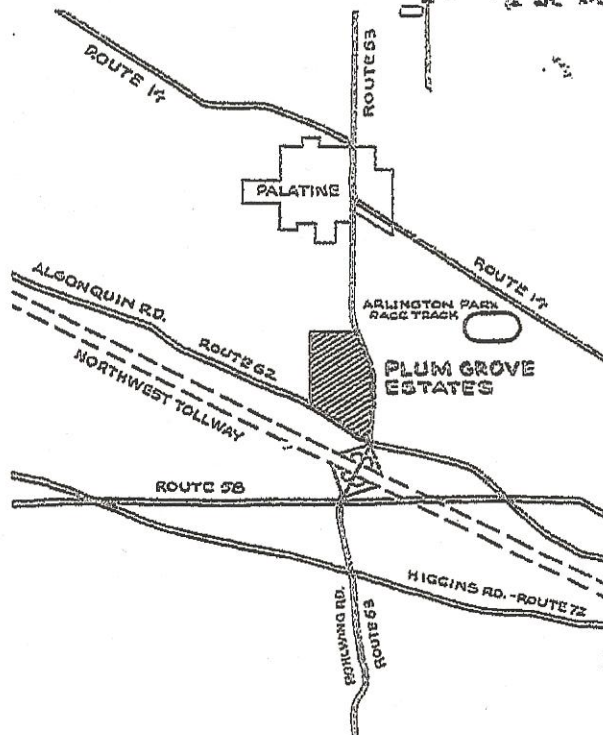 ROUTE 14
ROUTE 53
PALATINE
ROUTE 14
ARLINGTON PARK
RACE TRACK
ALGONQUIN RD.
ROUTE 62
PLUM GROVE
ESTATES
NORTHWEST TOLLWAY
ROUTE 58
HIGGINS RD.-ROUTE 72
ROHLWING RD.
ROUTE 53